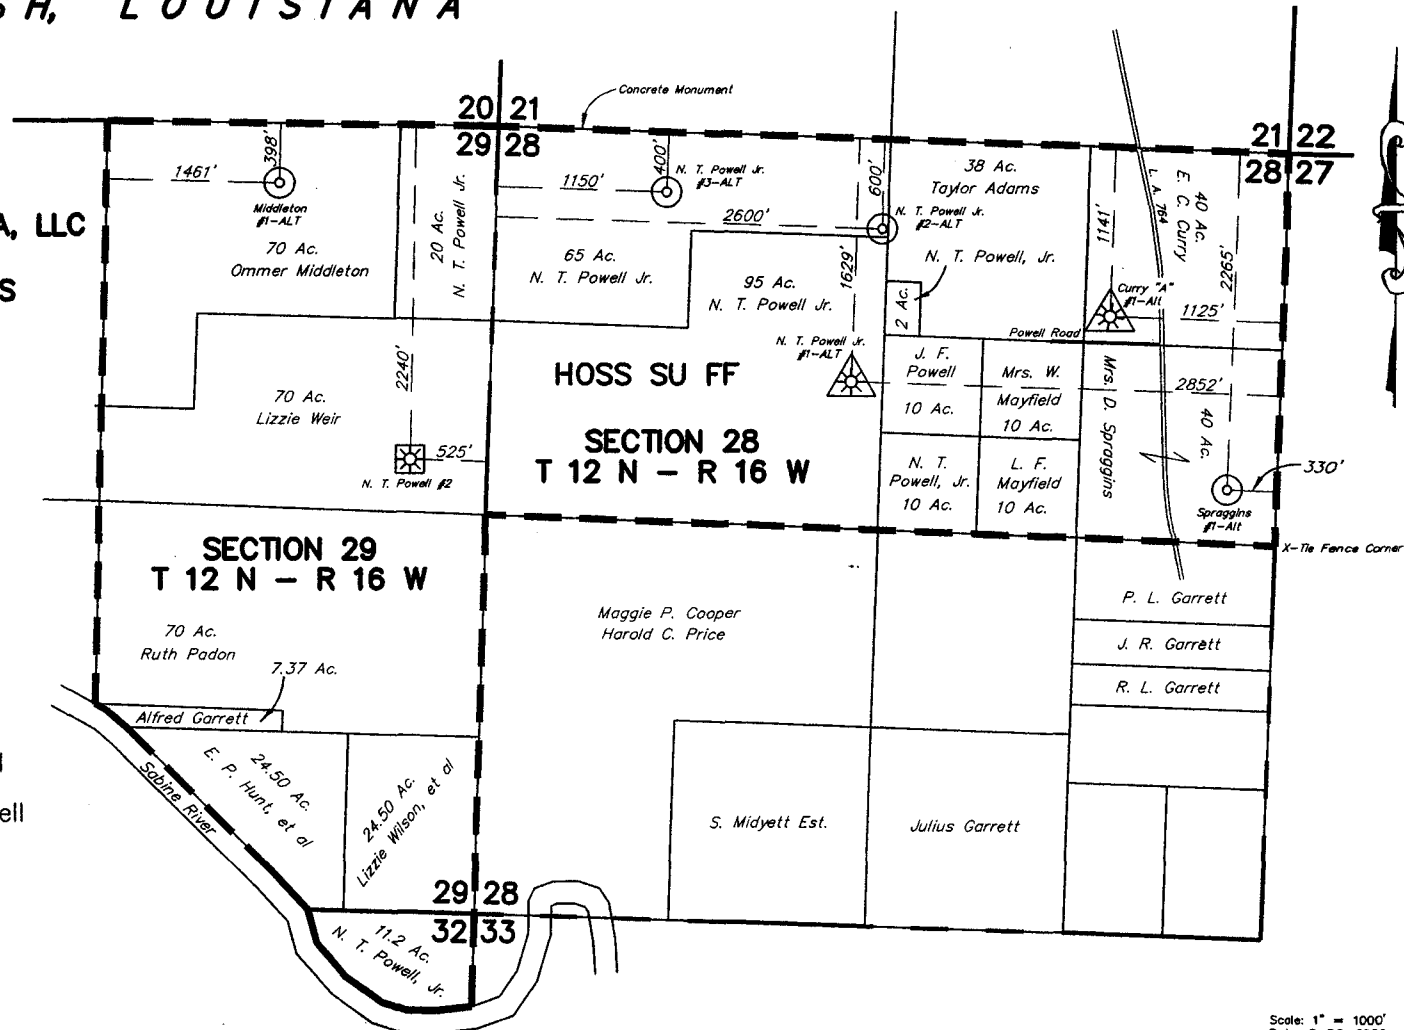 SH, LOUISIANA
Concrete Monument
20 21
29 28
21 22
28 27
A, LLC
S
1461'
398'
Middleton
#1-ALT
70 Ac.
Ommer Middleton
20 Ac.
N. T. Powell Jr.
1150'
400'
N. T. Powell Jr.
#3-ALT
2600'
600'
N. T. Powell Jr.
#2-ALT
38 Ac.
Taylor Adams
N. T. Powell, Jr.
2 Ac.
65 Ac.
N. T. Powell Jr.
95 Ac.
N. T. Powell Jr.
1629'
N. T. Powell Jr.
#1-ALT
1141'
L. A. 764
E. C. Curry
40 Ac.
2265'
Curry "A"
#1-Alt
1125'
Powell Road
2240'
70 Ac.
Lizzie Weir
525'
N. T. Powell #2
HOSS SU FF
SECTION 28
T 12 N – R 16 W
J. F.
Powell
10 Ac.
Mrs. W.
Mayfield
10 Ac.
N. T.
Powell, Jr.
10 Ac.
L. F.
Mayfield
10 Ac.
Mrs. D. Spraggins
2852'
40 Ac.
330'
Spraggins
#1-Alt
X-Tie Fence Corner
SECTION 29
T 12 N – R 16 W
70 Ac.
Ruth Padon
7.37 Ac.
Alfred Garrett
Maggie P. Cooper
Harold C. Price
P. L. Garrett
J. R. Garrett
R. L. Garrett
ell
Sabine River
24.50 Ac.
E. P. Hunt, et al
24.50 Ac.
Lizzie Wilson, et al
S. Midyett Est.
Julius Garrett
29 28
32 33
11.2 Ac.
N. T. Powell, Jr.
Scale: 1" = 1000'